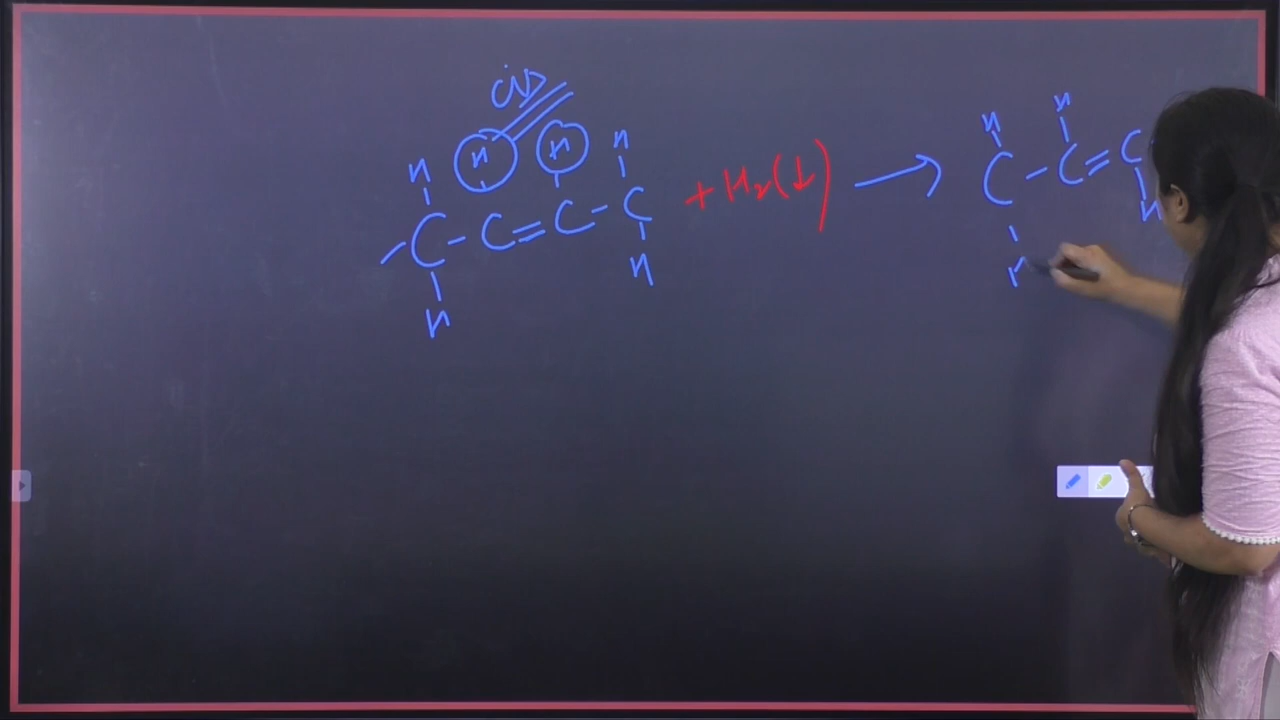 cis
H H H H
- C - C = C - C + H₂ (↓) → C - C = C
H H H H H
H H